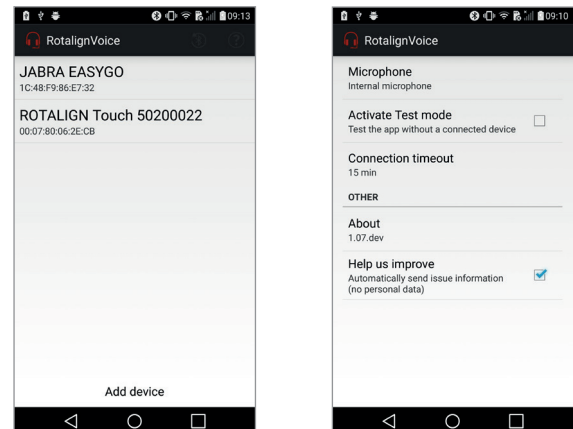 09:13
RotalignVoice
JABRA EASYGO
1C:48:F9:86:E7:32
ROTALIGN Touch 50200022
00:07:80:06:2E:CB
Add device
09:10
RotalignVoice
Microphone
Internal microphone
Activate Test mode
Test the app without a connected device
Connection timeout
15 min
OTHER
About
1.07.dev
Help us improve
Automatically send issue information
(no personal data)